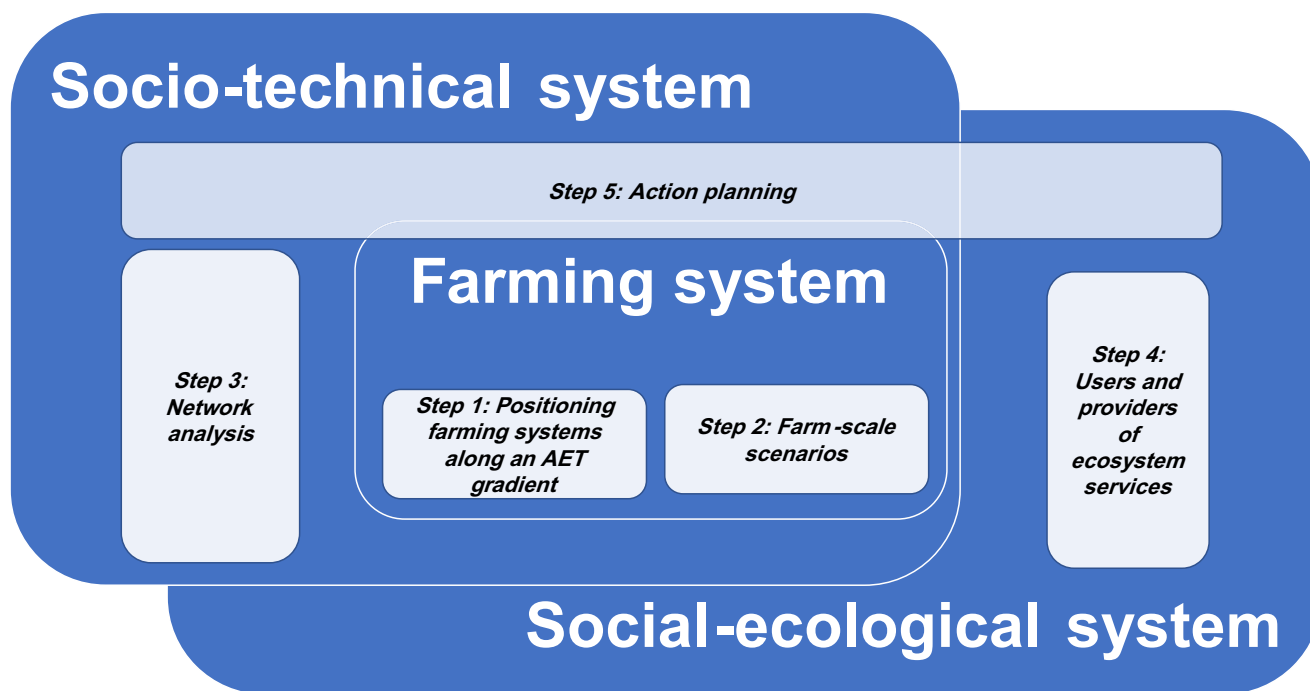 Socio-technical system
Step 5: Action planning
Farming system
Step 3:
Network
analysis
Step 1: Positioning
farming systems
along an AET
gradient
Step 2: Farm-scale
scenarios
Step 4:
Users and
providers
of
ecosystem
services
Social-ecological system